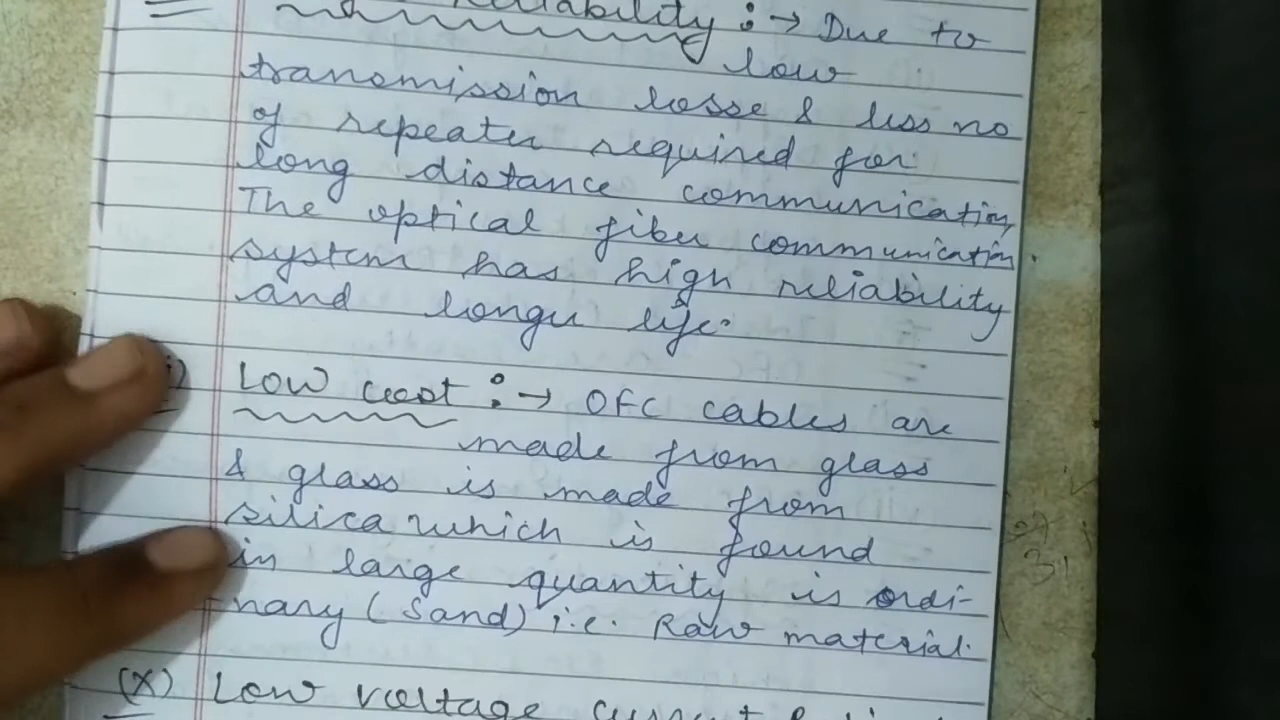 Reliability :→ Due to
low
transmission losse & less no
of repeater required for
long distance communication,
The optical fiber communication.
system has high reliability
and longer life.
Low cost :→ OFC cables are
made from glass
& glass is made from
silica which is found
in large quantity is ordi-
nary (Sand) i.e. Raw material.
(X) Low voltage